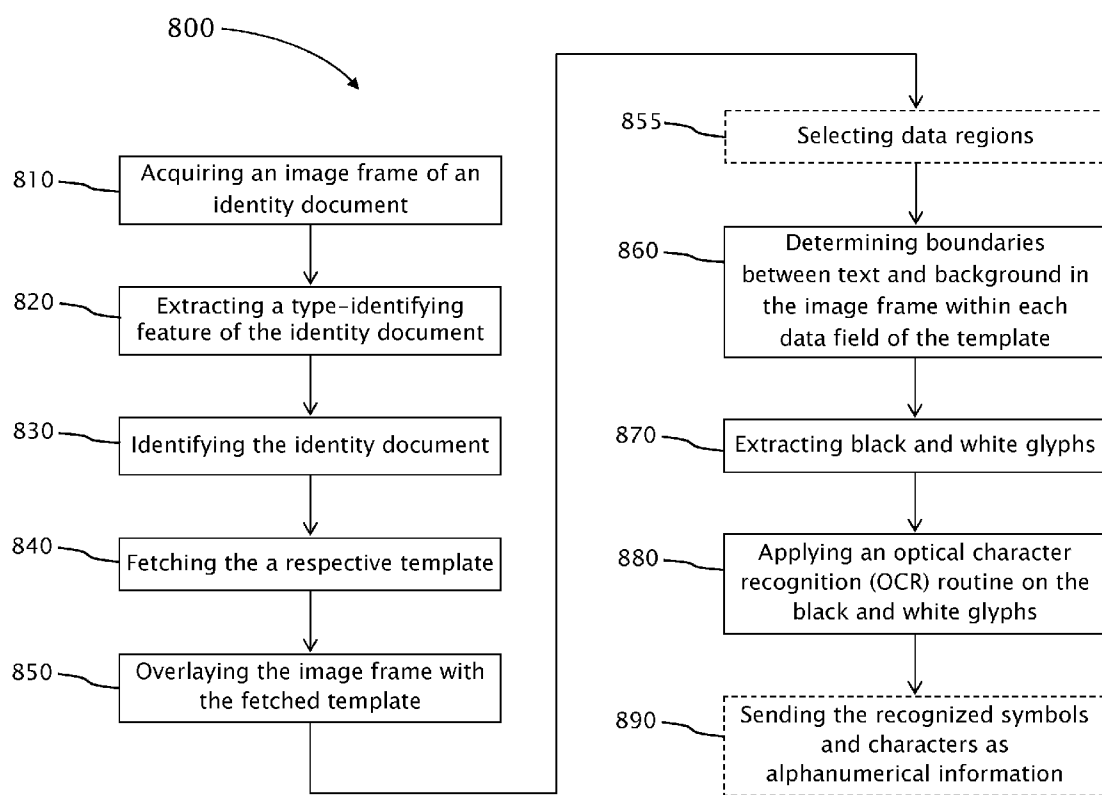 800
810
Acquiring an image frame of an
identity document
820
Extracting a type-identifying
feature of the identity document
830
Identifying the identity document
840
Fetching the a respective template
850
Overlaying the image frame with
the fetched template
855
Selecting data regions
860
Determining boundaries
between text and background in
the image frame within each
data field of the template
870
Extracting black and white glyphs
880
Applying an optical character
recognition (OCR) routine on the
black and white glyphs
890
Sending the recognized symbols
and characters as
alphanumerical information